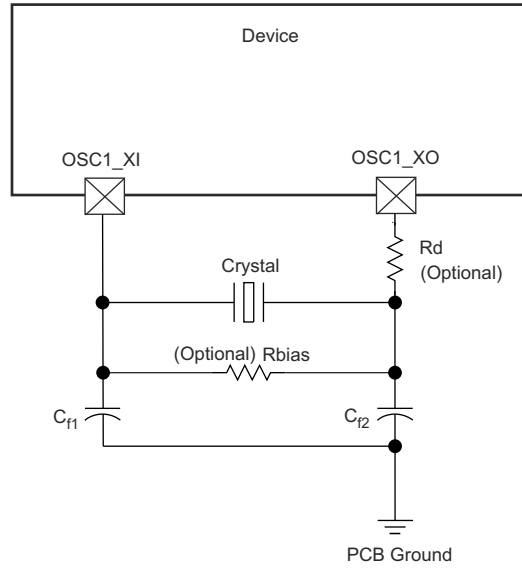 Device
OSC1_XI
OSC1_XO
Rd
(Optional)
Crystal
(Optional) Rbias
Cf1
Cf2
PCB Ground